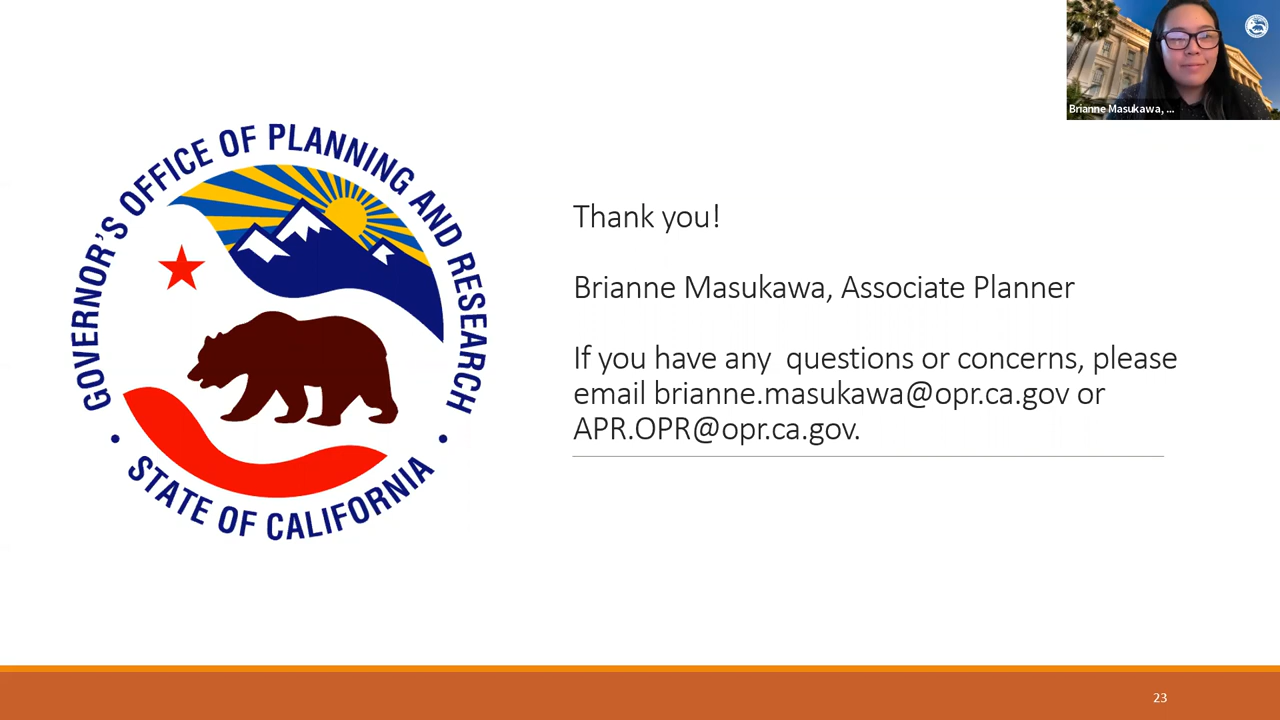 Brianne Masukawa, ...
GOVERNOR'S OFFICE OF PLANNING AND RESEARCH
• STATE OF CALIFORNIA •
Thank you!
Brianne Masukawa, Associate Planner
If you have any  questions or concerns, please
email brianne.masukawa@opr.ca.gov or
APR.OPR@opr.ca.gov.
23